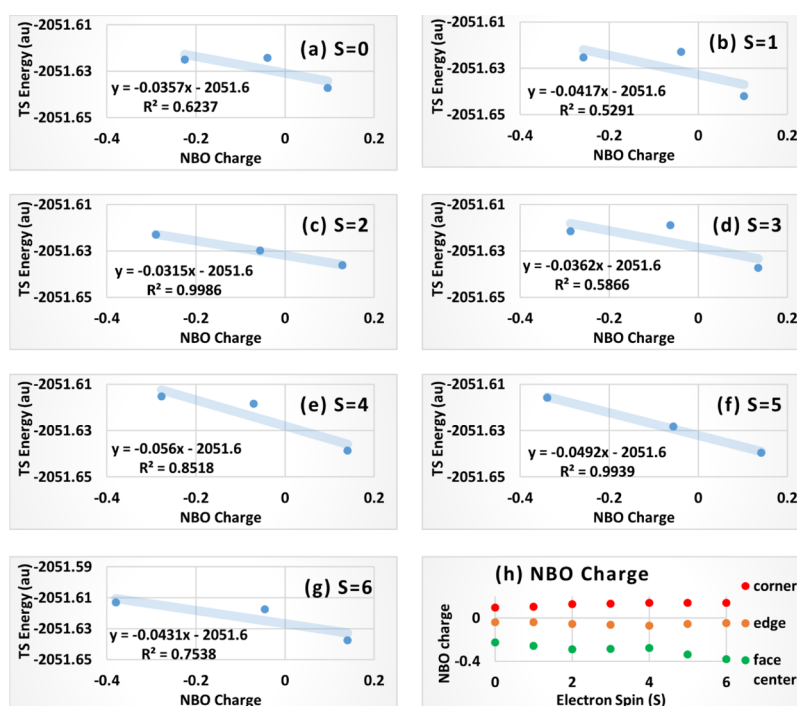 -2051.61
-2051.63
-2051.65
TS Energy (au)
(a) S=0
y = -0.0357x - 2051.6
R² = 0.6237
-0.4 -0.2 0 0.2
NBO Charge
-2051.61
-2051.63
-2051.65
TS Energy (au)
(b) S=1
y = -0.0417x - 2051.6
R² = 0.5291
-0.4 -0.2 0 0.2
NBO Charge
-2051.61
-2051.63
-2051.65
TS Energy (au)
(c) S=2
y = -0.0315x - 2051.6
R² = 0.9986
-0.4 -0.2 0 0.2
NBO Charge
-2051.61
-2051.63
-2051.65
TS Energy (au)
(d) S=3
y = -0.0362x - 2051.6
R² = 0.5866
-0.4 -0.2 0 0.2
NBO Charge
-2051.61
-2051.63
-2051.65
TS Energy (au)
(e) S=4
y = -0.056x - 2051.6
R² = 0.8518
-0.4 -0.2 0 0.2
NBO Charge
-2051.61
-2051.63
-2051.65
TS Energy (au)
(f) S=5
y = -0.0492x - 2051.6
R² = 0.9939
-0.4 -0.2 0 0.2
NBO Charge
-2051.59
-2051.61
-2051.63
-2051.65
TS Energy (au)
(g) S=6
y = -0.0431x - 2051.6
R² = 0.7538
-0.4 -0.2 0 0.2
NBO Charge
(h) NBO Charge
corner
edge
face
center
0
-0.4
NBO charge
0 2 4 6
Electron Spin (S)